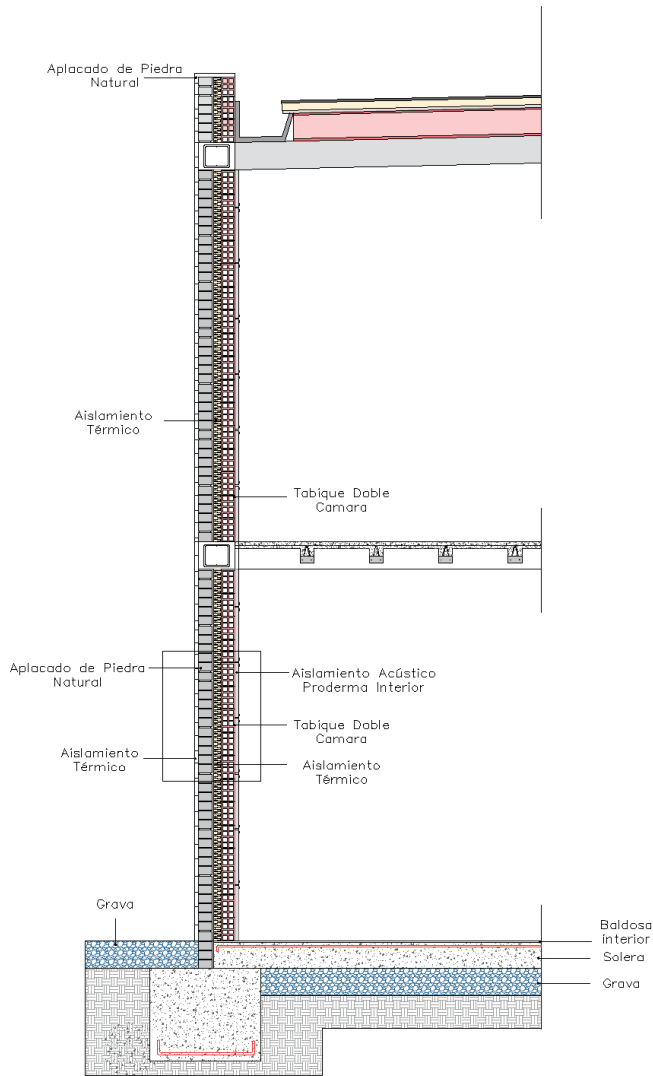 Aplacado de Piedra
Natural
Aislamiento
Térmico
Tabique Doble
Camara
Aplacado de Piedra
Natural
Aislamiento Acústico
Proderma Interior
Tabique Doble
Camara
Aislamiento
Térmico
Aislamiento
Térmico
Grava
Baldosa
interior
Solera
Grava